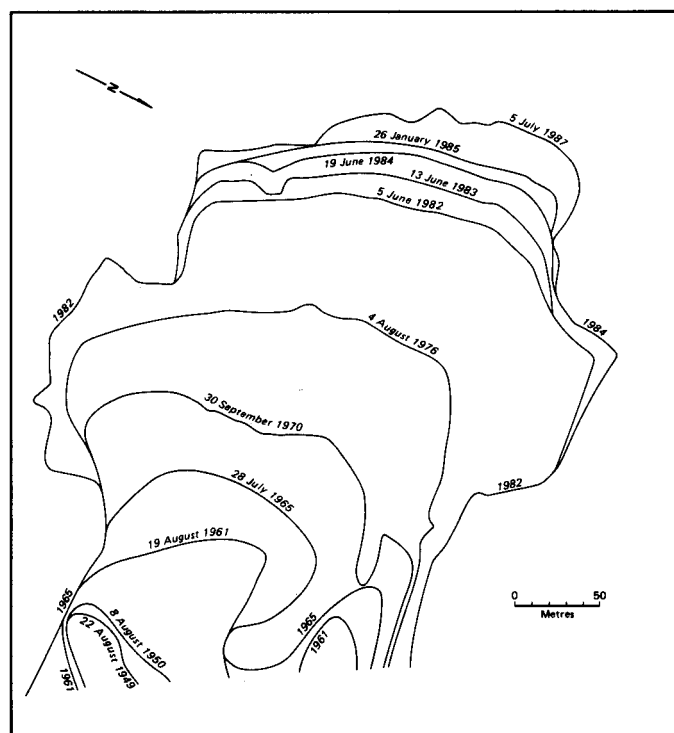 N
5 July 1987
26 January 1985
19 June 1984
13 June 1983
5 June 1982
1982
1984
4 August 1976
30 September 1970
1982
28 July 1965
19 August 1961
1965
8 August 1950
22 August 1949
1961
1965
1961
0 50
Metres